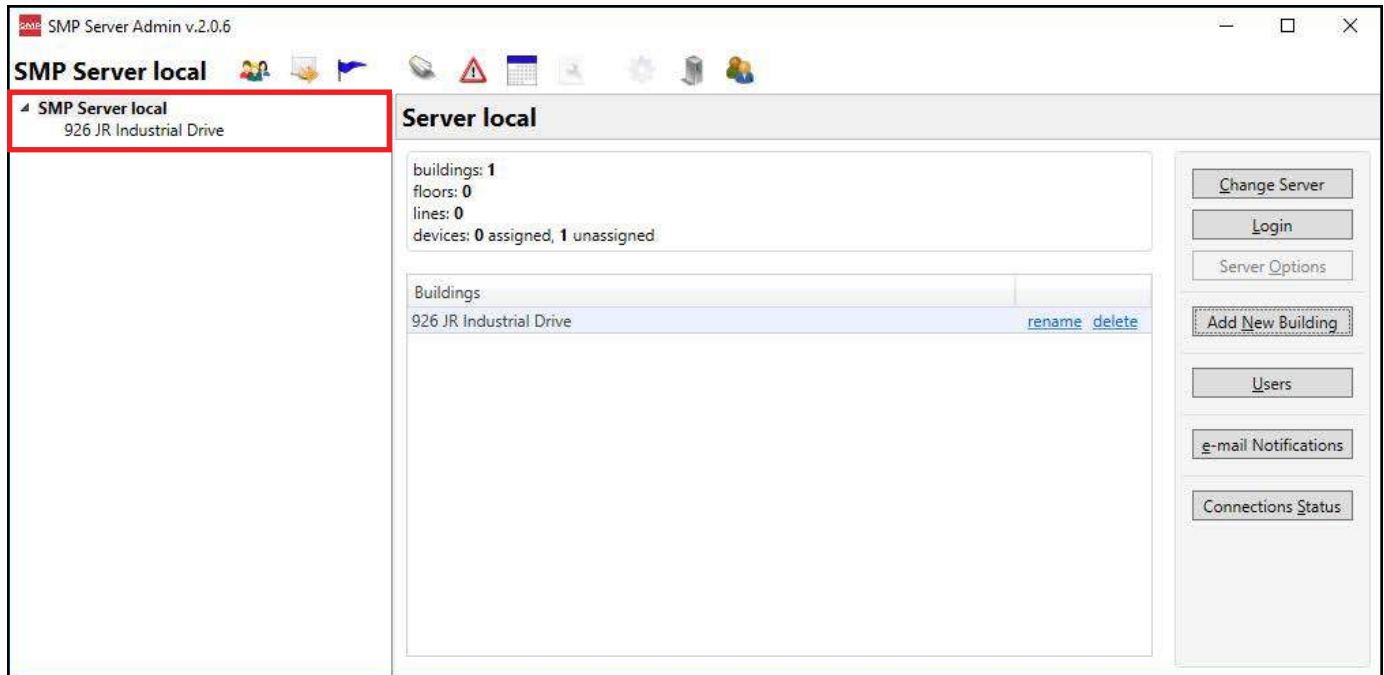 SMP SMP Server Admin v.2.0.6
SMP Server local
SMP Server local
926 JR Industrial Drive
Server local
buildings: 1
floors: 0
lines: 0
devices: 0 assigned, 1 unassigned
Buildings
926 JR Industrial Drive rename delete
Change Server
Login
Server Options
Add New Building
Users
e-mail Notifications
Connections Status